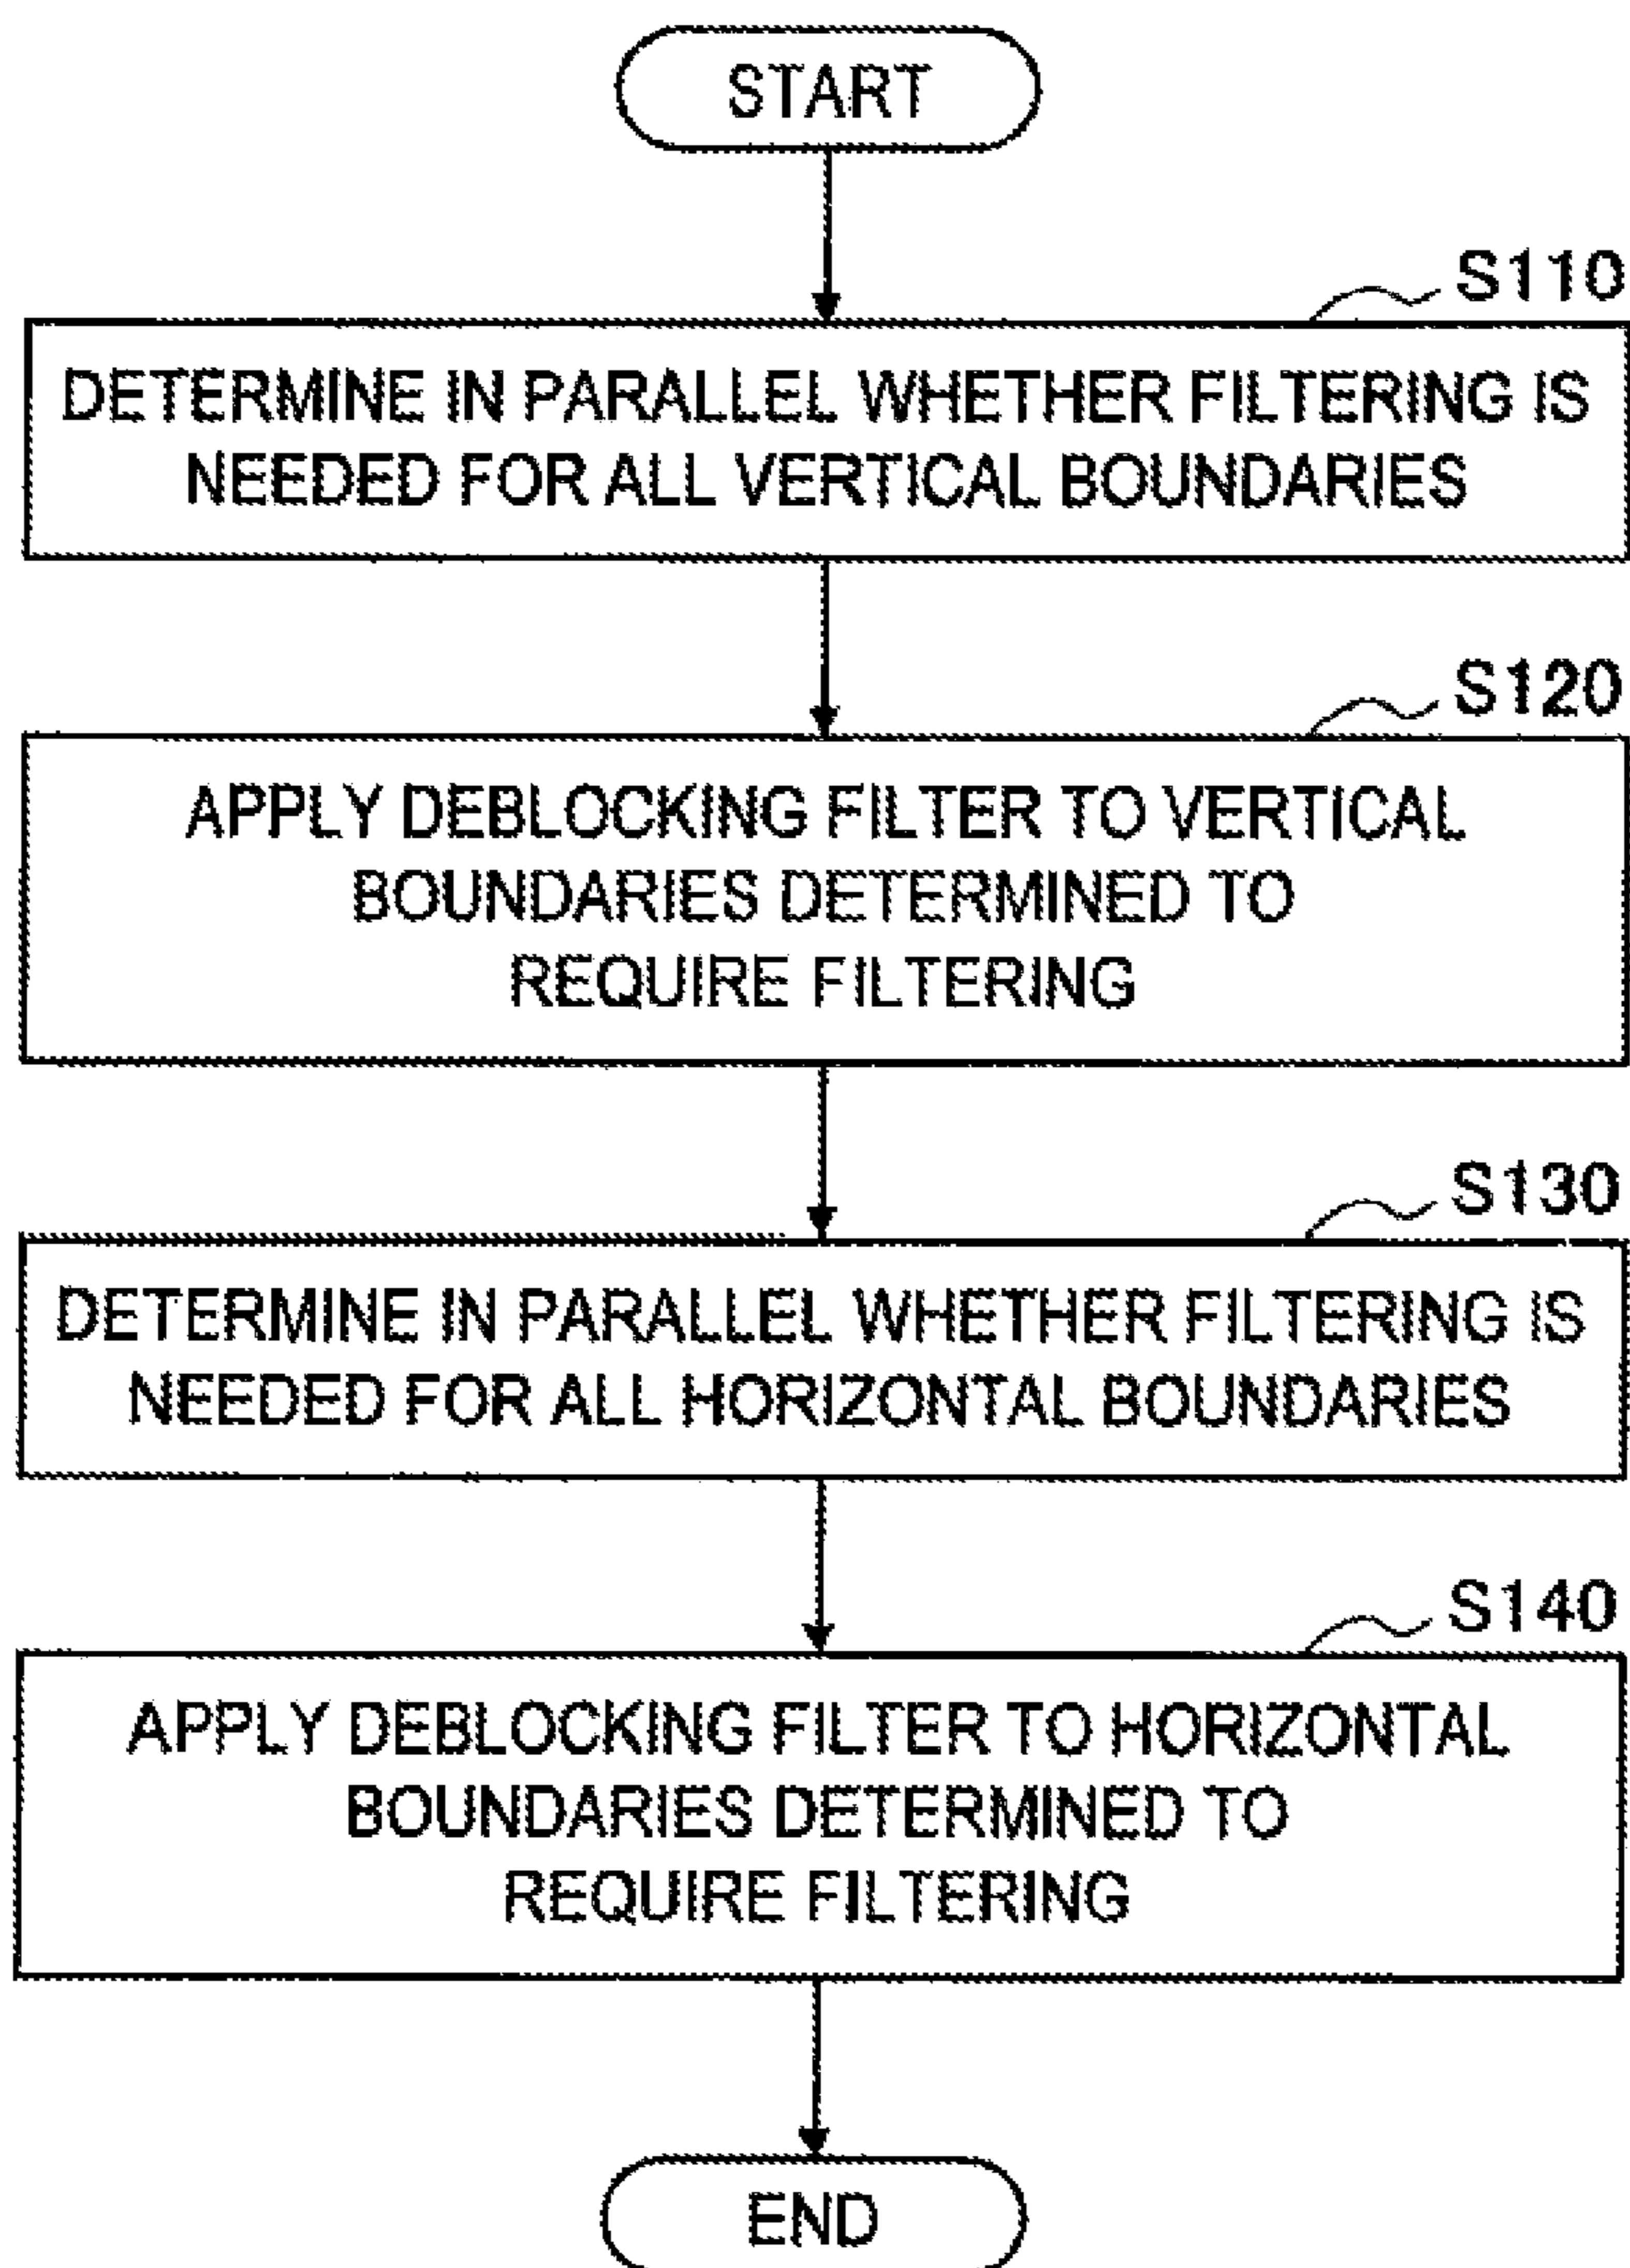 START
S110
DETERMINE IN PARALLEL WHETHER FILTERING IS
NEEDED FOR ALL VERTICAL BOUNDARIES
S120
APPLY DEBLOCKING FILTER TO VERTICAL
BOUNDARIES DETERMINED TO
REQUIRE FILTERING
S130
DETERMINE IN PARALLEL WHETHER FILTERING IS
NEEDED FOR ALL HORIZONTAL BOUNDARIES
S140
APPLY DEBLOCKING FILTER TO HORIZONTAL
BOUNDARIES DETERMINED TO
REQUIRE FILTERING
END